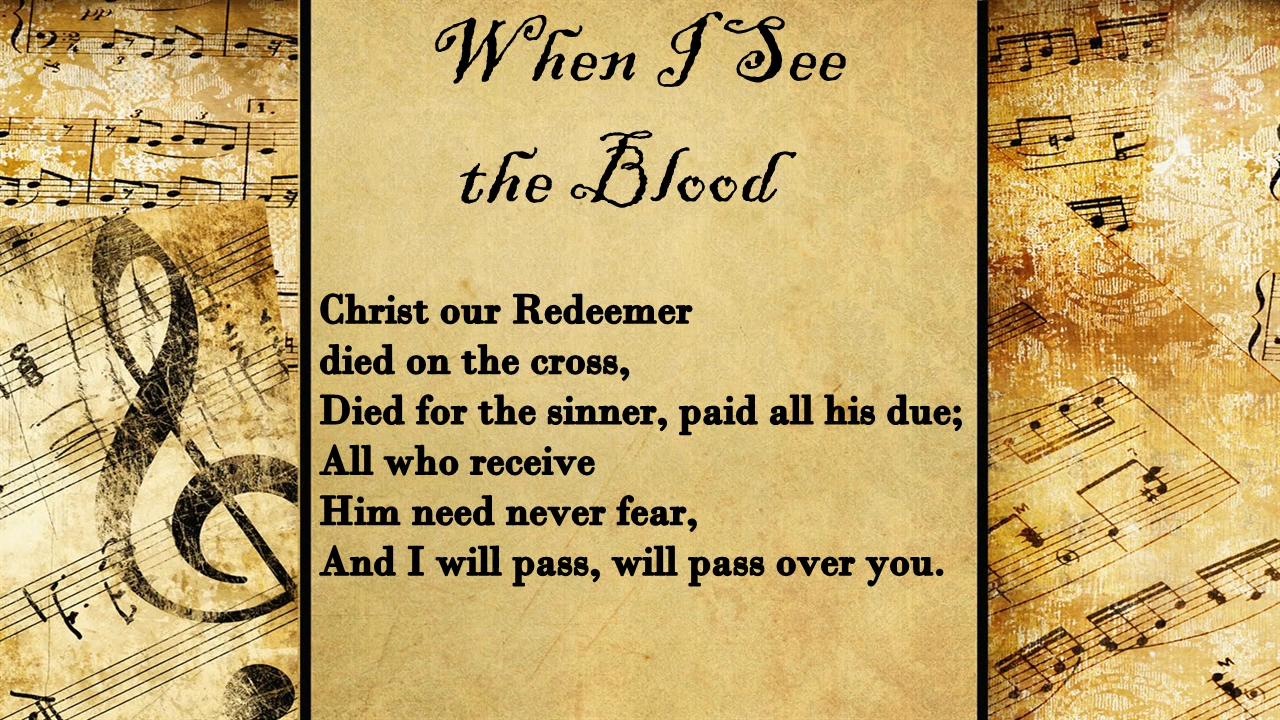 When I See
the Blood
Christ our Redeemer
died on the cross,
Died for the sinner, paid all his due;
All who receive
Him need never fear,
And I will pass, will pass over you.